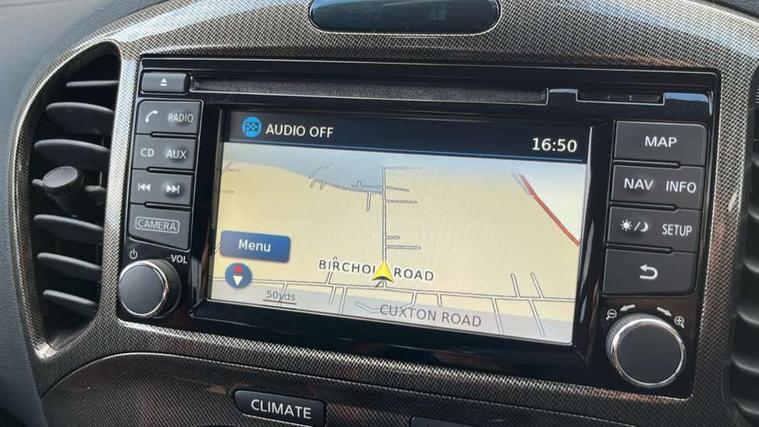 AUDIO OFF
16:50
RADIO
CD AUX
CAMERA
VOL
MAP
NAV INFO
SETUP
Menu
ROAD
50yds
CUXTON ROAD
CLIMATE